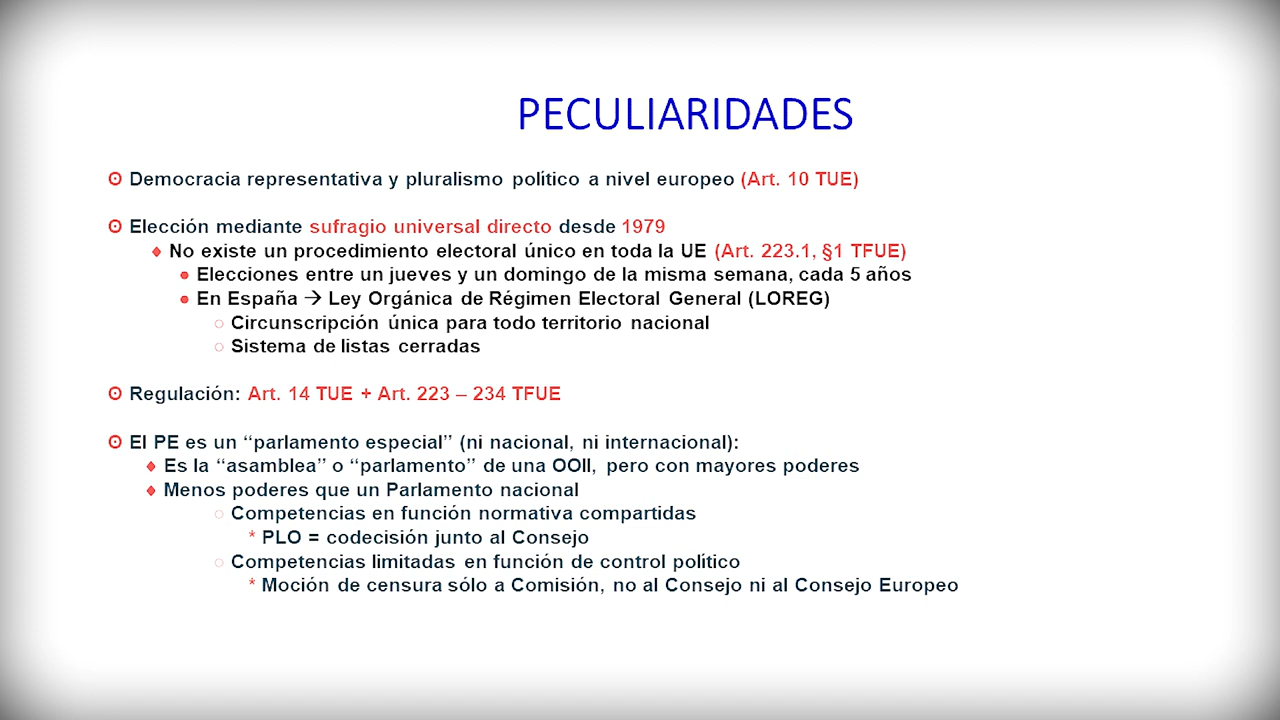 PECULIARIDADES
Democracia representativa y pluralismo político a nivel europeo (Art. 10 TUE)
Elección mediante sufragio universal directo desde 1979
No existe un procedimiento electoral único en toda la UE (Art. 223.1, §1 TFUE)
Elecciones entre un jueves y un domingo de la misma semana, cada 5 años
En España → Ley Orgánica de Régimen Electoral General (LOREG)
Circunscripción única para todo territorio nacional
Sistema de listas cerradas
Regulación: Art. 14 TUE + Art. 223 – 234 TFUE
El PE es un “parlamento especial” (ni nacional, ni internacional):
Es la “asamblea” o “parlamento” de una OOII, pero con mayores poderes
Menos poderes que un Parlamento nacional
Competencias en función normativa compartidas
* PLO = codecisión junto al Consejo
Competencias limitadas en función de control político
* Moción de censura sólo a Comisión, no al Consejo ni al Consejo Europeo